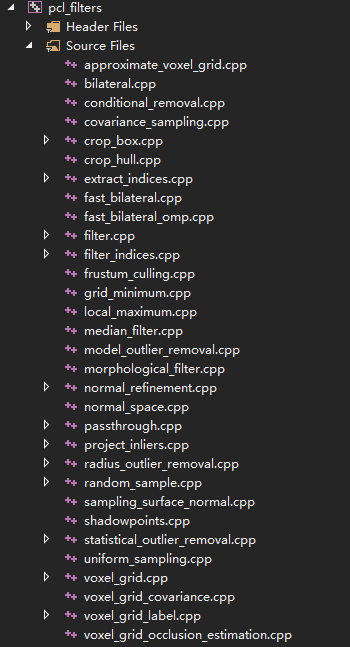 pcl_filters
Header Files
Source Files
approximate_voxel_grid.cpp
bilateral.cpp
conditional_removal.cpp
covariance_sampling.cpp
crop_box.cpp
crop_hull.cpp
extract_indices.cpp
fast_bilateral.cpp
fast_bilateral_omp.cpp
filter.cpp
filter_indices.cpp
frustum_culling.cpp
grid_minimum.cpp
local_maximum.cpp
median_filter.cpp
model_outlier_removal.cpp
morphological_filter.cpp
normal_refinement.cpp
normal_space.cpp
passthrough.cpp
project_inliers.cpp
radius_outlier_removal.cpp
random_sample.cpp
sampling_surface_normal.cpp
shadowpoints.cpp
statistical_outlier_removal.cpp
uniform_sampling.cpp
voxel_grid.cpp
voxel_grid_covariance.cpp
voxel_grid_label.cpp
voxel_grid_occlusion_estimation.cpp